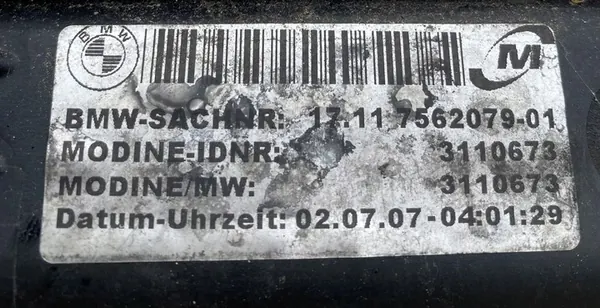 BMW
M
BMW-SACHNR: 17.11 7562079-01
MODINE-IDNR: 3110673
MODINE/MW: 3110673
Datum-Uhrzeit: 02.07.07-04:01:29